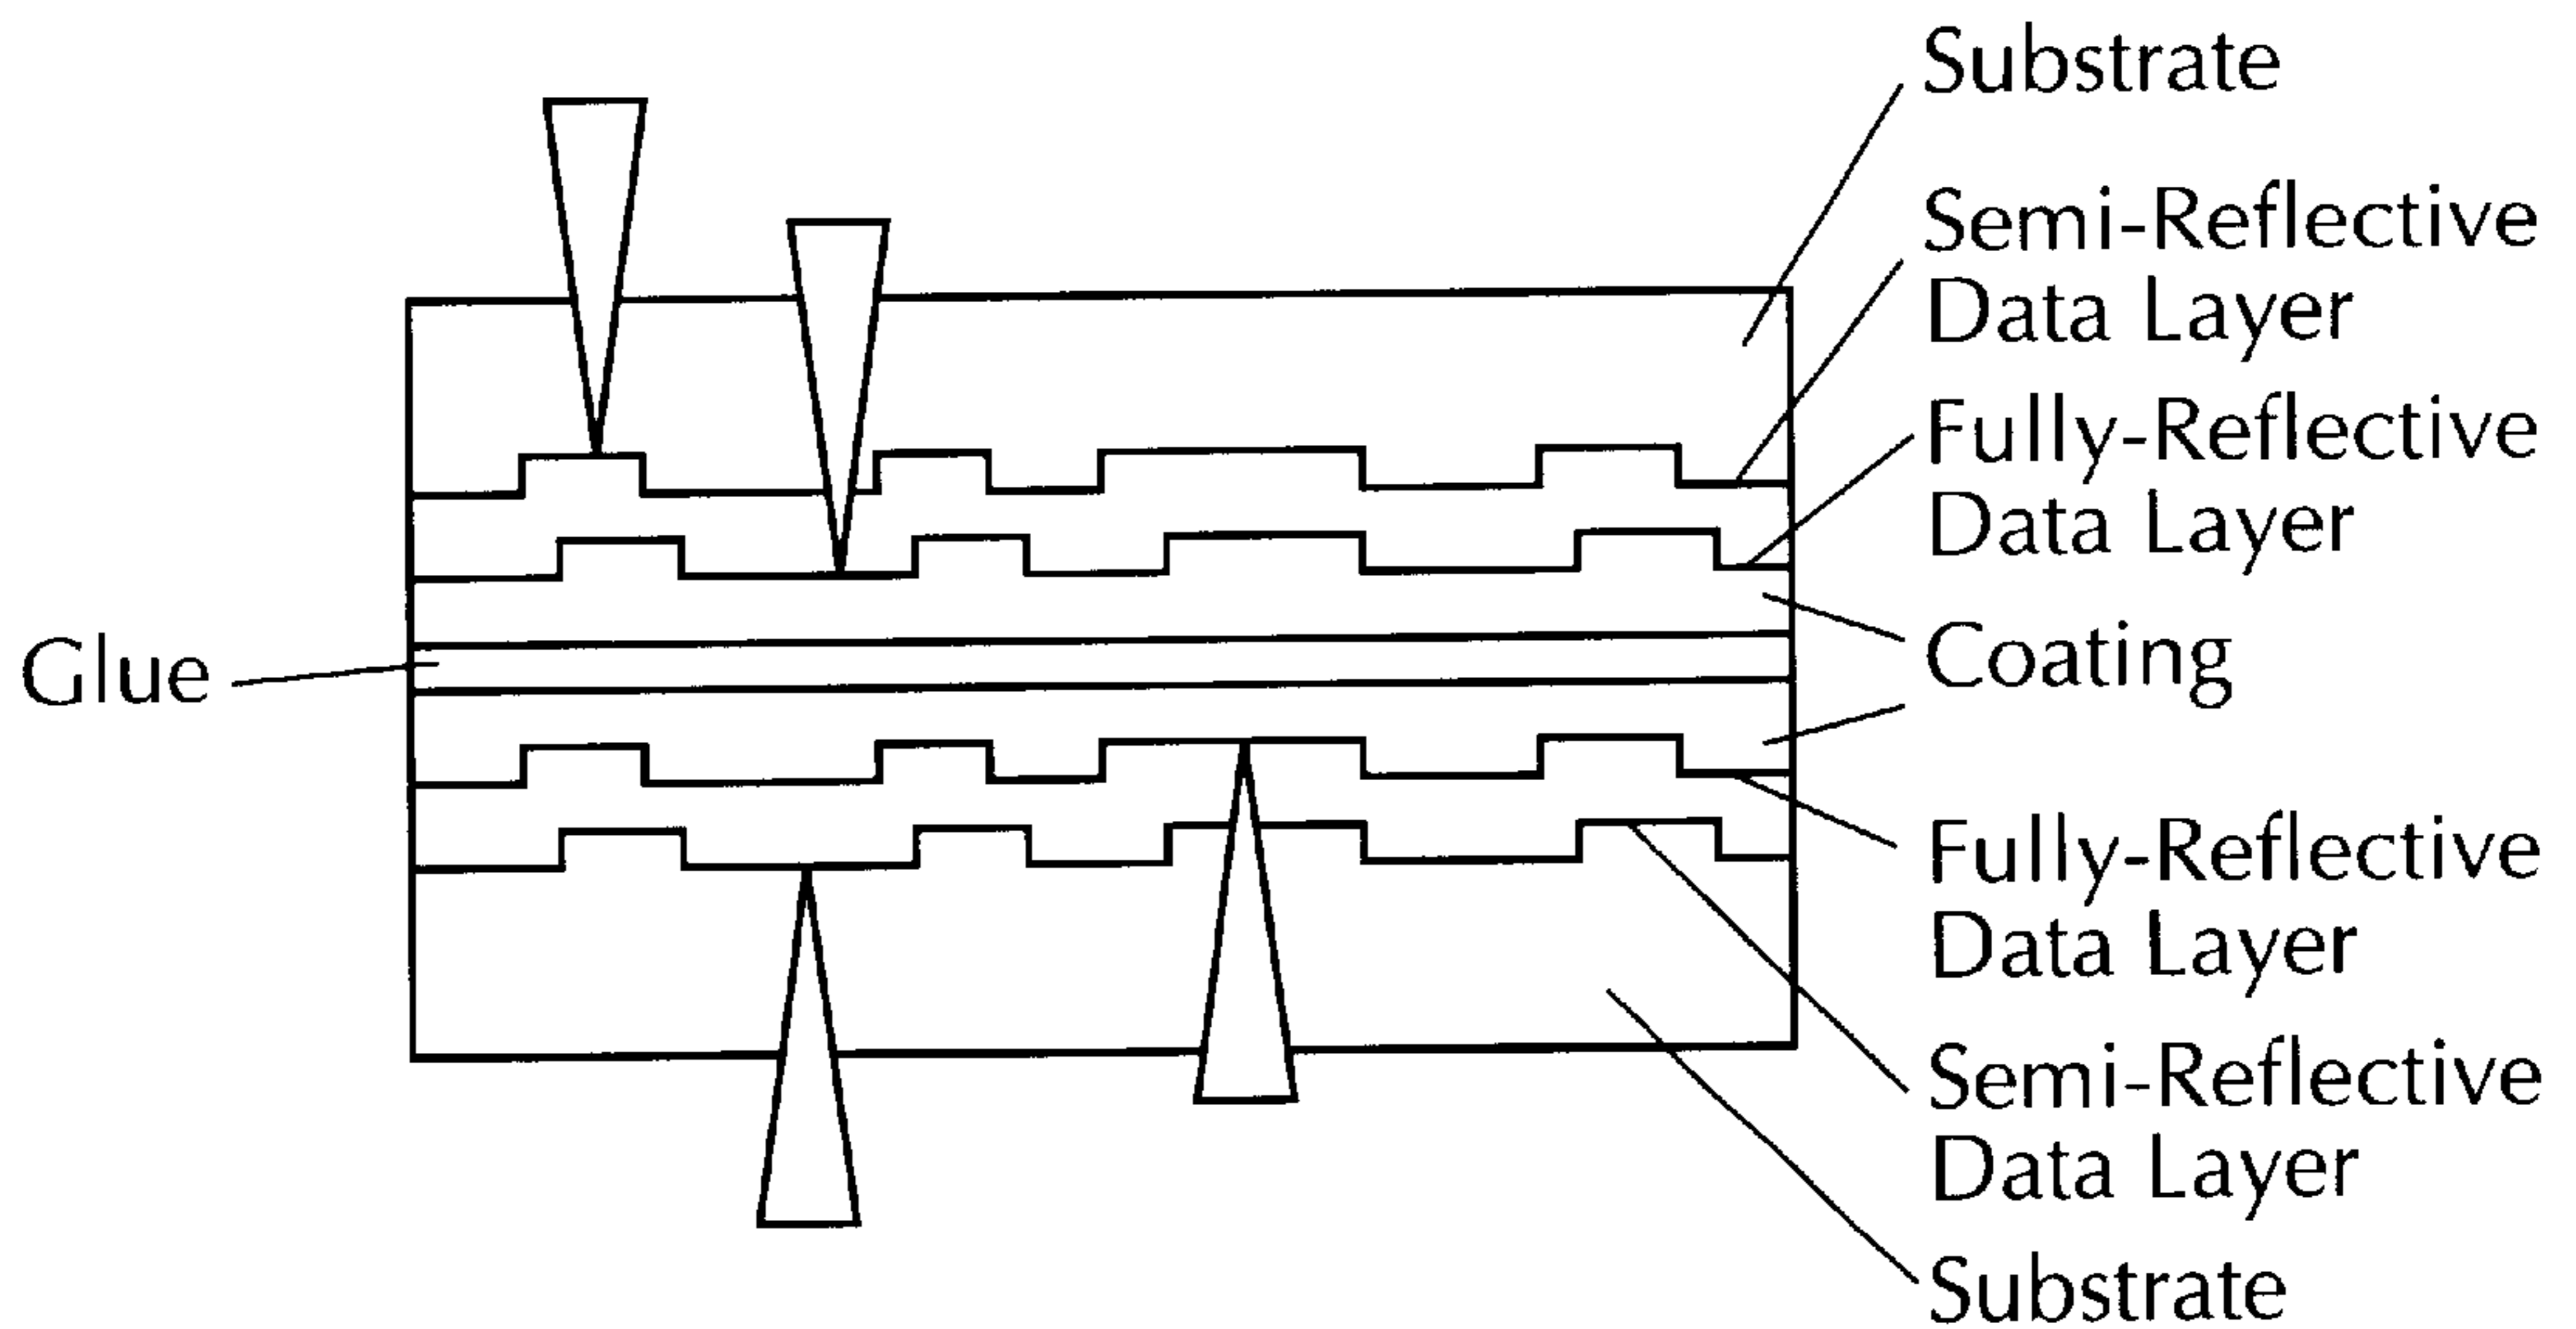 Substrate
Semi-Reflective
Data Layer
Fully-Reflective
Data Layer
Glue
Coating
Fully-Reflective
Data Layer
Semi-Reflective
Data Layer
Substrate